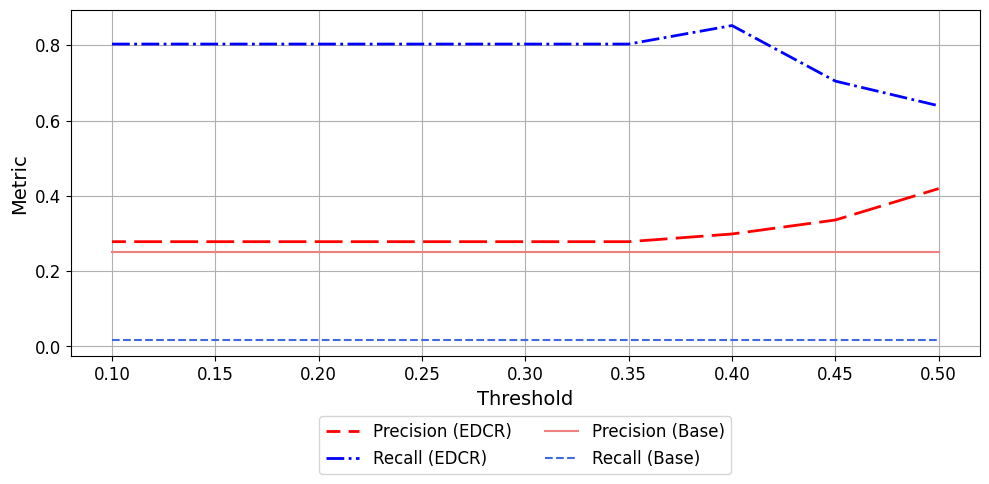 Metric
0.8
0.6
0.4
0.2
0.0
0.10 0.15 0.20 0.25 0.30 0.35 0.40 0.45 0.50
Threshold
Precision (EDCR) Precision (Base)
Recall (EDCR) Recall (Base)